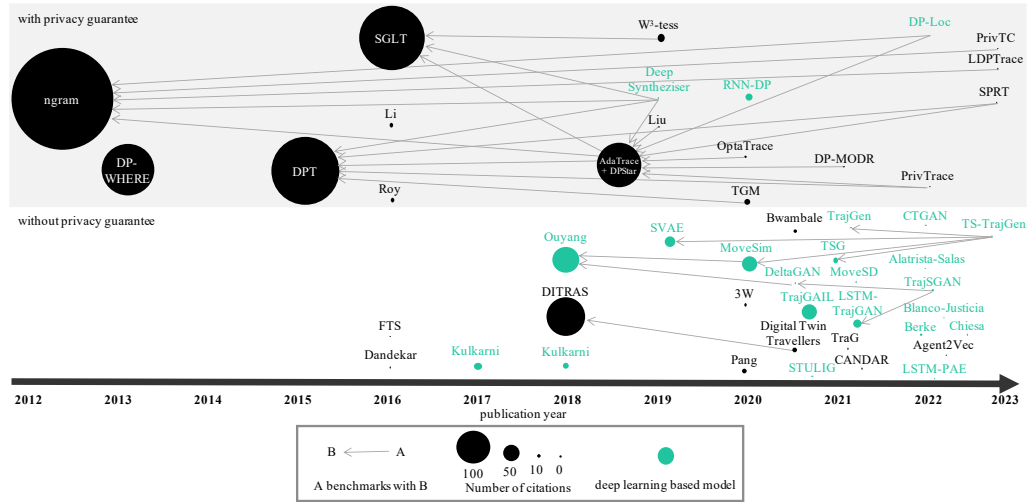 with privacy guarantee
SGLT
W³-tess
DP-Loc
PrivTC
LDPTrace
ngram
Deep
Syntheziser
RNN-DP
SPRT
Li
Liu
OptaTrace
DP-
WHERE
DPT
AdaTrace
+ DPStar
DP-MODR
PrivTrace
Roy
TGM
without privacy guarantee
Bwambale
TrajGen
CTGAN
TS-TrajGen
SVAE
Ouyang
MoveSim
TSG
Alatrista-Salas
DeltaGAN
MoveSD
TrajSGAN
DITRAS
3W
TrajGAIL
LSTM-
TrajGAN
Blanco-Justicia
FTS
Digital Twin
Travellers
TraG
Berke
Chiesa
Agent2Vec
Dandekar
Kulkarni
Kulkarni
Pang
CANDAR
STULIG
LSTM-PAE
2012
2013
2014
2015
2016
2017
2018
2019
2020
2021
2022
2023
publication year
B
A
A benchmarks with B
100
50
10
0
Number of citations
deep learning based model